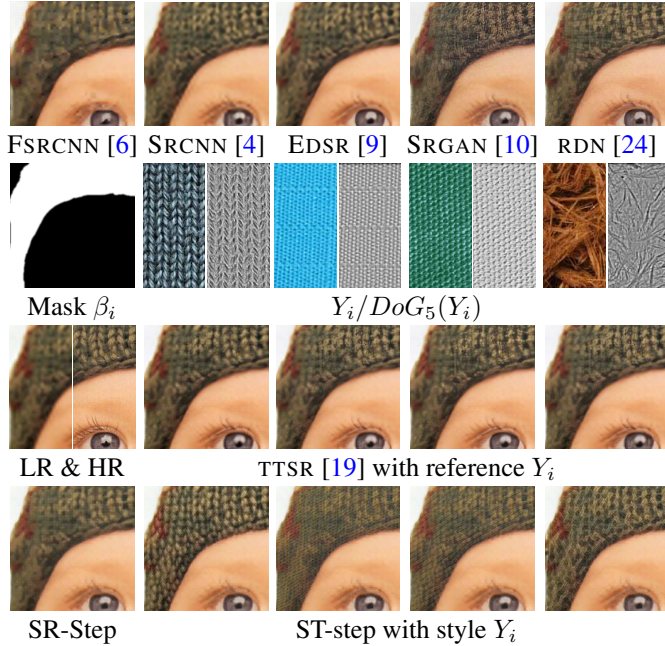 FSRCNN [6] SRCNN [4] EDSR [9] SRGAN [10] RDN [24]
Mask βᵢ Yᵢ/DoG₅(Yᵢ)
LR & HR TTSR [19] with reference Yᵢ
SR-Step ST-step with style Yᵢ